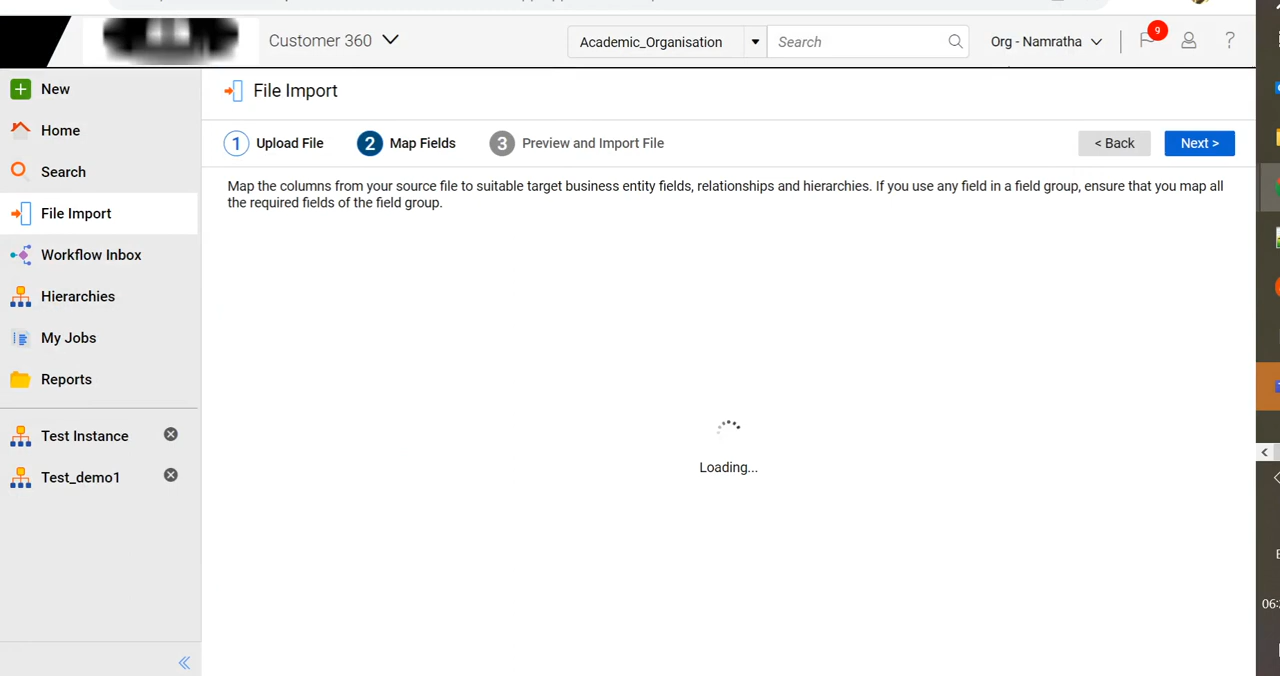 Customer 360
Academic_Organisation
Search
Org - Namratha
9
?
New
Home
Search
File Import
Workflow Inbox
Hierarchies
My Jobs
Reports
Test Instance
Test_demo1
File Import
1 Upload File 2 Map Fields 3 Preview and Import File
< Back
Next >
Map the columns from your source file to suitable target business entity fields, relationships and hierarchies. If you use any field in a field group, ensure that you map all
the required fields of the field group.
Loading...